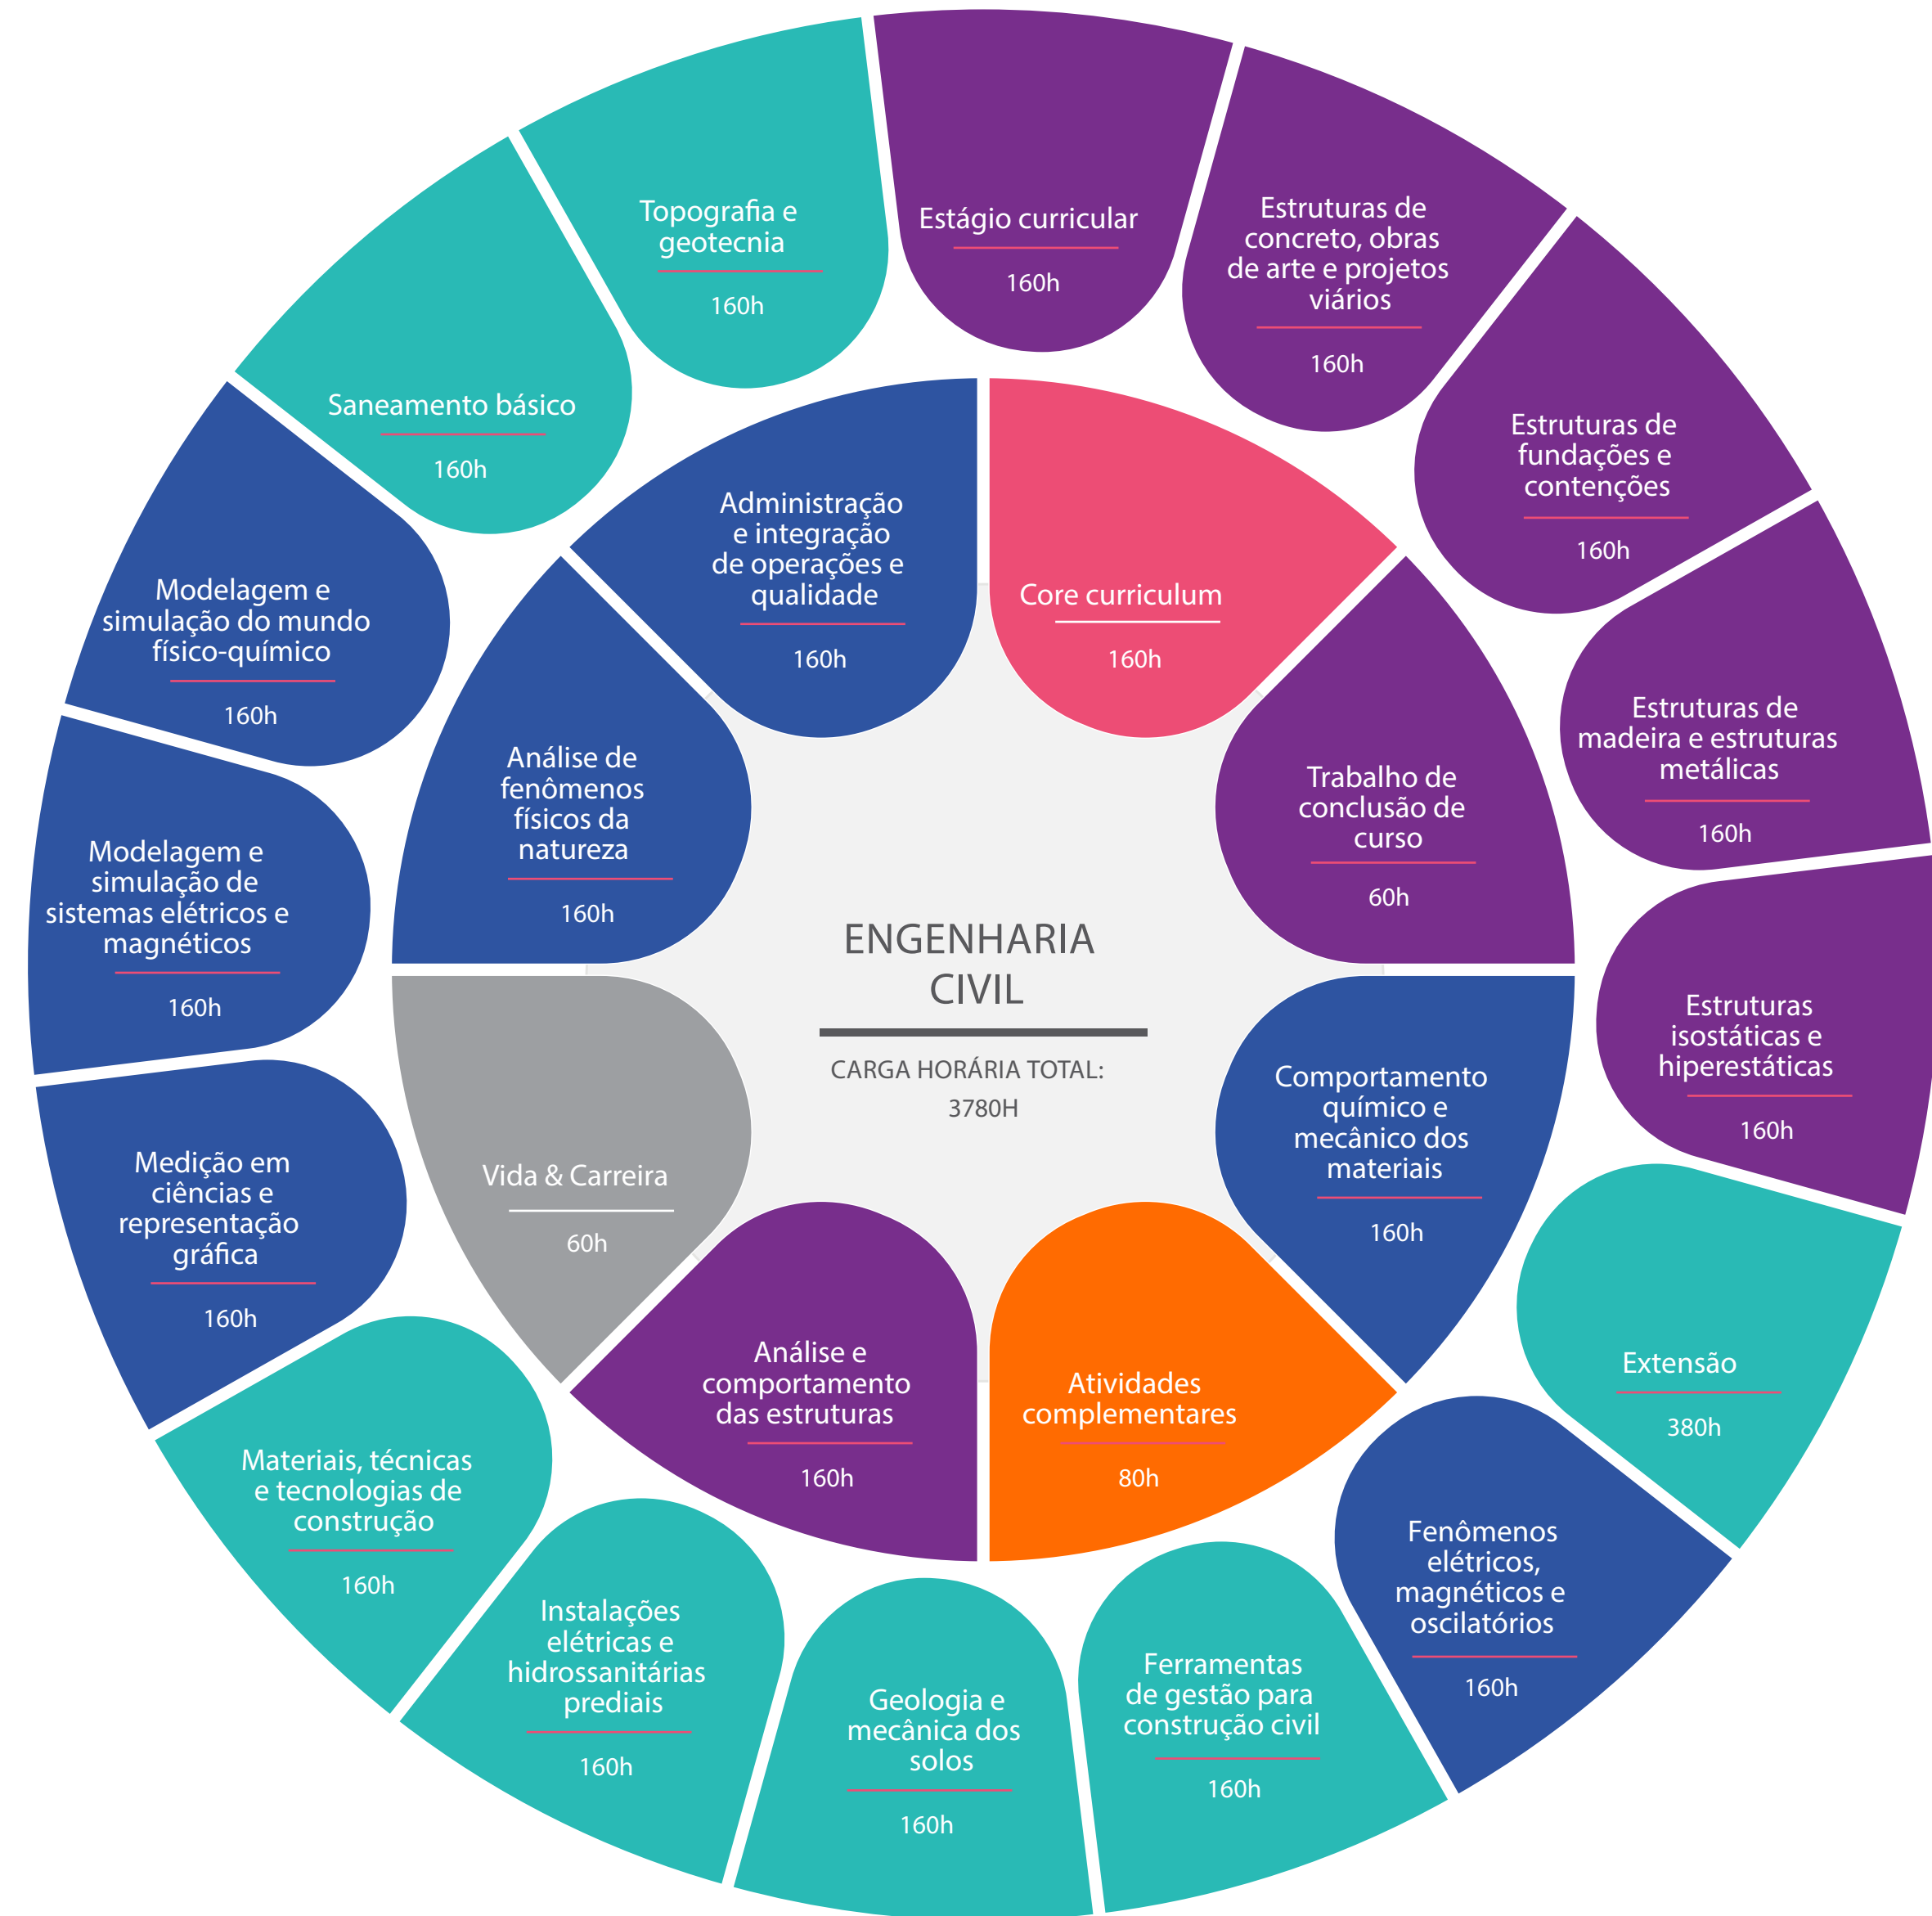 Topografia e
geotecnia
160h
Estágio curricular
160h
Estruturas de
concreto, obras
de arte e projetos
viários
160h
Estruturas de
fundações e
contenções
160h
Estruturas de
madeira e estruturas
metálicas
160h
Estruturas
isostáticas e
hiperestáticas
160h
Extensão
380h
Fenômenos
elétricos,
magnéticos e
oscilatórios
160h
Ferramentas
de gestão para
construção civil
160h
Geologia e
mecânica dos
solos
160h
Instalações
elétricas e
hidrossanitárias
prediais
160h
Materiais, técnicas
e tecnologias de
construção
160h
Medição em
ciências e
representação
gráfica
160h
Modelagem e
simulação de
sistemas elétricos e
magnéticos
160h
Modelagem e
simulação do mundo
físico-químico
160h
Saneamento básico
160h
Administração
e integração
de operações e
qualidade
160h
Core curriculum
160h
Trabalho de
conclusão de
curso
60h
Comportamento
químico e
mecânico dos
materiais
160h
Atividades
complementares
80h
Análise e
comportamento
das estruturas
160h
Vida & Carreira
60h
Análise de
fenômenos
físicos da
natureza
160h
ENGENHARIA
CIVIL
CARGA HORÁRIA TOTAL:
3780H